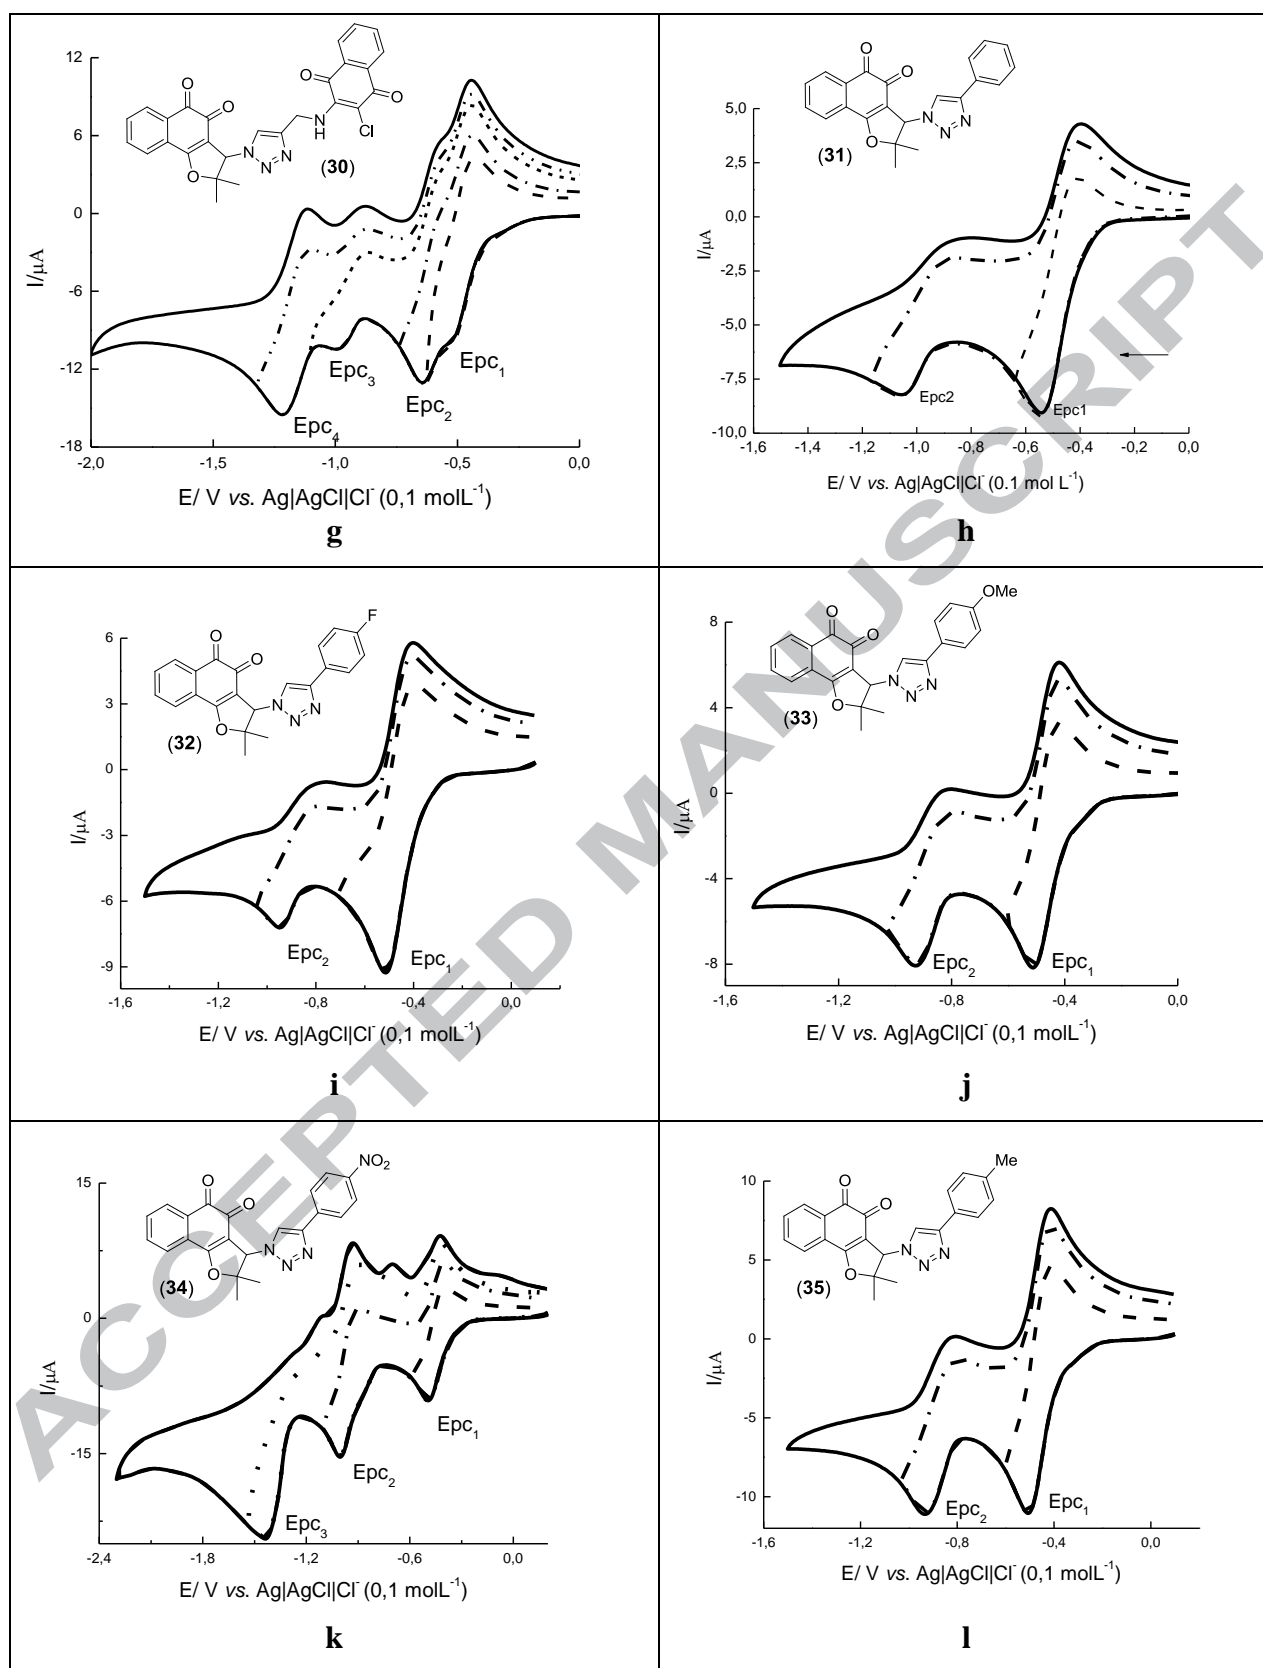 12
6
0
-6
-12
-18
-2,0
-1,5
-1,0
-0,5
0,0
I/µA
O
O
O
N
N
N
N
H
O
O
Cl
(30)
Epc1
Epc2
Epc3
Epc4
E/ V vs. Ag|AgCl|Cl- (0,1 molL-1)
g
5,0
2,5
0,0
-2,5
-5,0
-7,5
-10,0
-1,6
-1,4
-1,2
-1,0
-0,8
-0,6
-0,4
-0,2
0,0
I/µA
O
O
O
N
N
N
(31)
Epc2
Epc1
E/ V vs. Ag|AgCl|Cl- (0.1 mol L-1)
h
6
3
0
-3
-6
-9
-1,6
-1,2
-0,8
-0,4
0,0
I/µA
O
O
O
N
N
N
F
(32)
Epc2
Epc1
E/ V vs. Ag|AgCl|Cl- (0,1 molL-1)
i
8
4
0
-4
-8
-1,6
-1,2
-0,8
-0,4
0,0
I/µA
O
O
O
N
N
N
OMe
(33)
Epc2
Epc1
E/ V vs. Ag|AgCl|Cl- (0,1 molL-1)
j
15
0
-15
-2,4
-1,8
-1,2
-0,6
0,0
I/µA
O
O
O
N
N
N
NO2
(34)
Epc1
Epc2
Epc3
E/ V vs. Ag|AgCl|Cl- (0,1 molL-1)
k
10
5
0
-5
-10
-1,6
-1,2
-0,8
-0,4
0,0
I/µA
O
O
O
N
N
N
Me
(35)
Epc2
Epc1
E/ V vs. Ag|AgCl|Cl- (0,1 molL-1)
l
ACCEPTED MANUSCRIPT